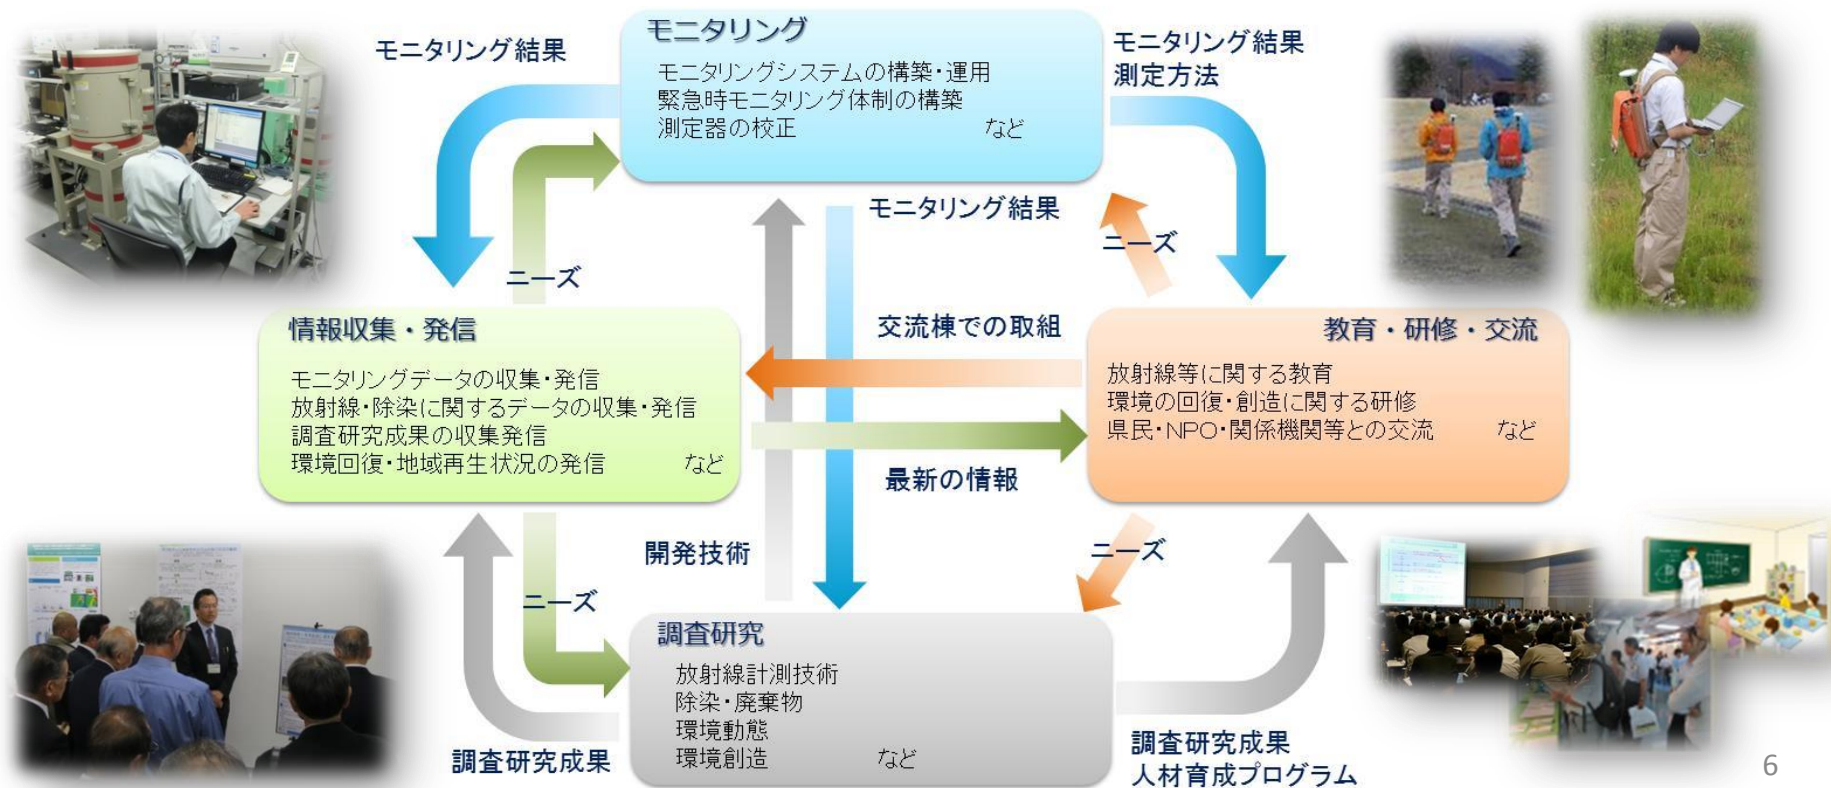 モニタリング
モニタリングシステムの構築・運用
緊急時モニタリング体制の構築
測定器の校正 など
モニタリング結果
モニタリング結果
測定方法
モニタリング結果
ニーズ
ニーズ
情報収集・発信
モニタリングデータの収集・発信
放射線・除染に関するデータの収集・発信
調査研究成果の収集発信
環境回復・地域再生状況の発信 など
交流棟での取組
最新の情報
教育・研修・交流
放射線等に関する教育
環境の回復・創造に関する研修
県民・NPO・関係機関等との交流 など
開発技術
ニーズ
ニーズ
調査研究
放射線計測技術
除染・廃棄物
環境動態
環境創造 など
調査研究成果
調査研究成果
人材育成プログラム
6